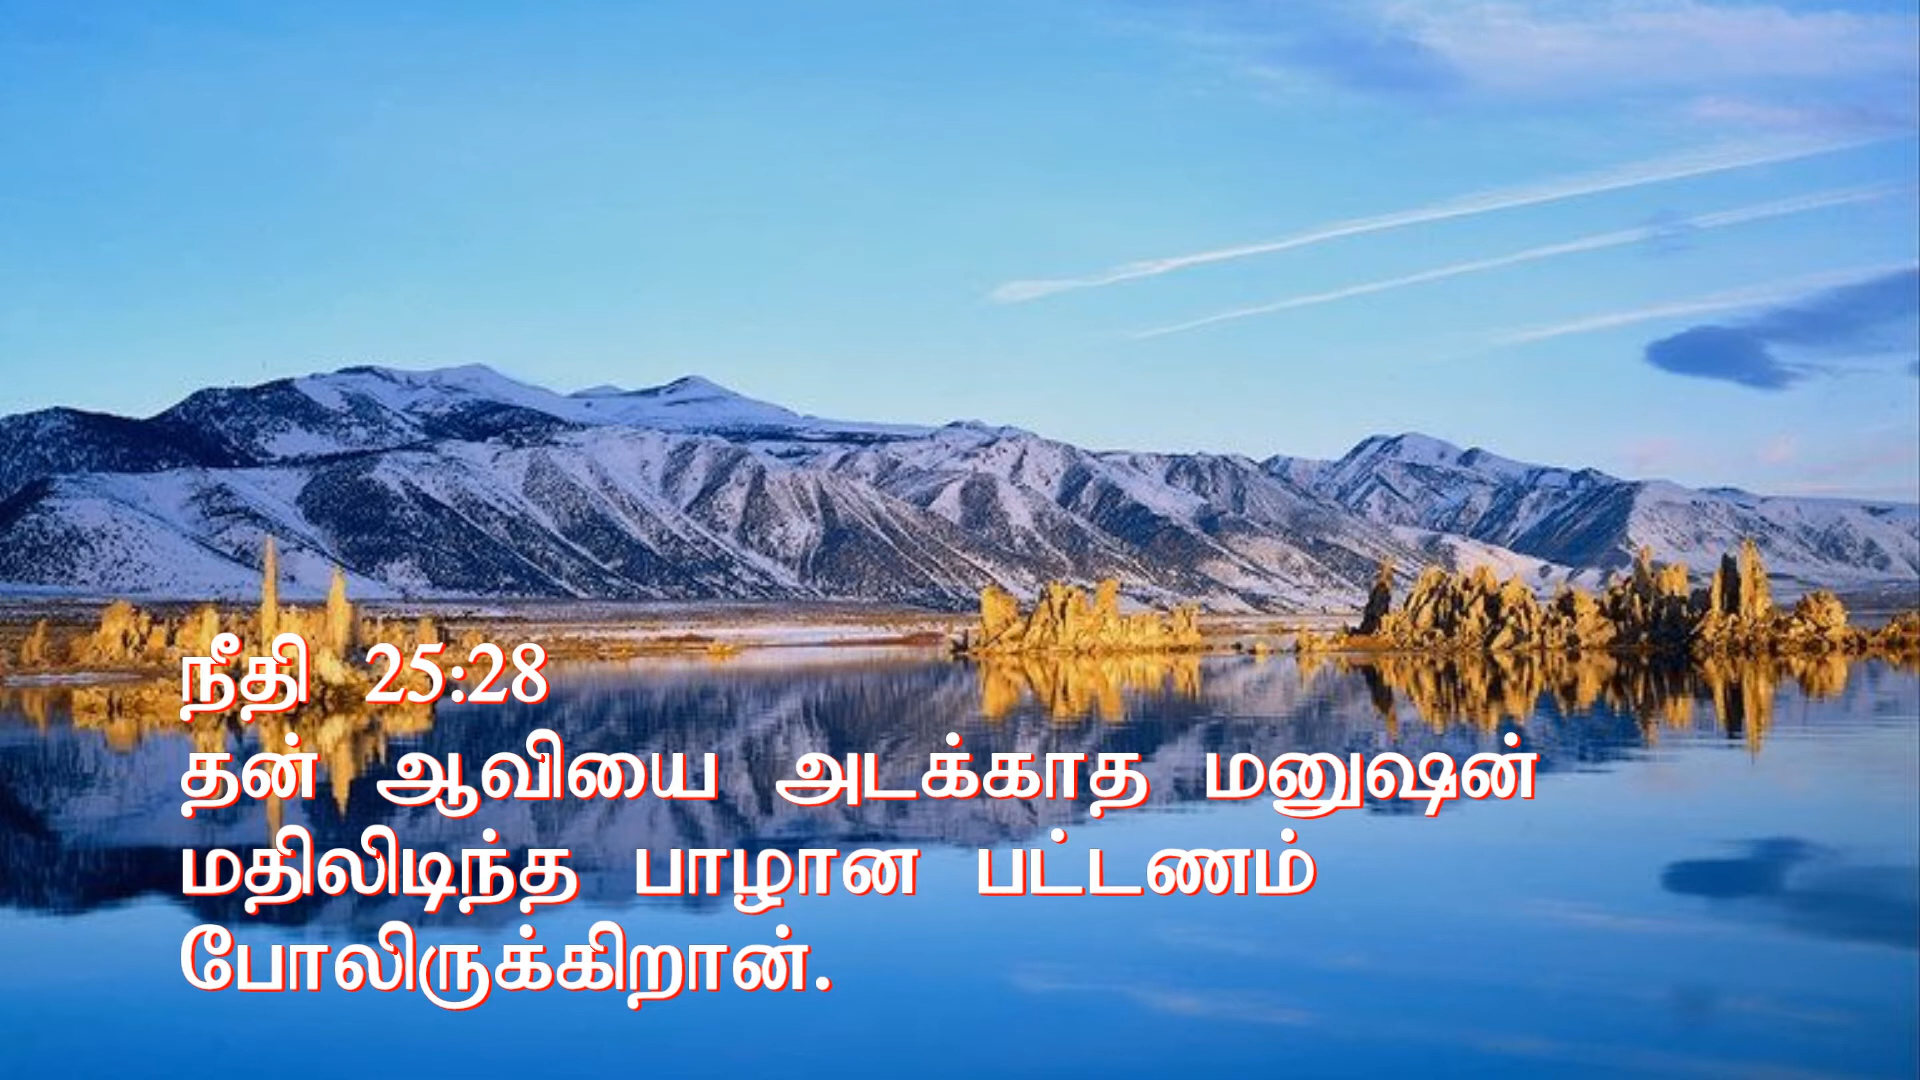 நீதி 25:28
தன் ஆவியை அடக்காத மனுஷன்
மதிலிடிந்த பாழான பட்டணம்
போலிருக்கிறான்.